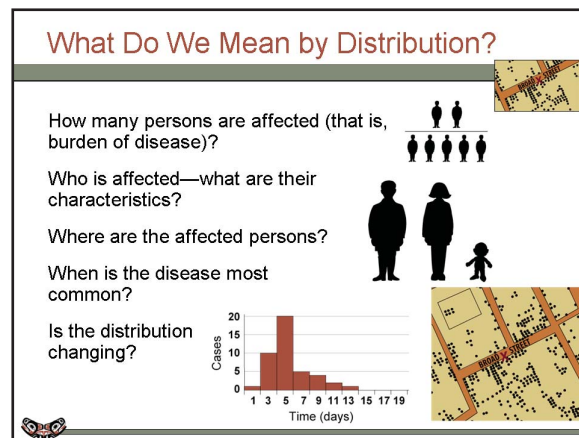 What Do We Mean by Distribution?
BROAD STREET
How many persons are affected (that is,
burden of disease)?
Who is affected—what are their
characteristics?
Where are the affected persons?
When is the disease most
common?
Is the distribution
changing?
20
15
10
5
0
Cases
1 3 5 7 9 11 13 15 17 19
Time (days)
BROAD STREET